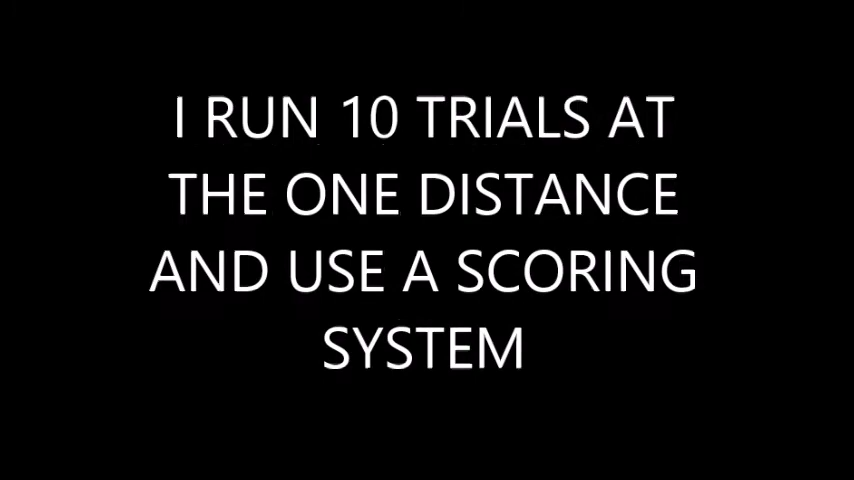 I RUN 10 TRIALS AT
THE ONE DISTANCE
AND USE A SCORING
SYSTEM